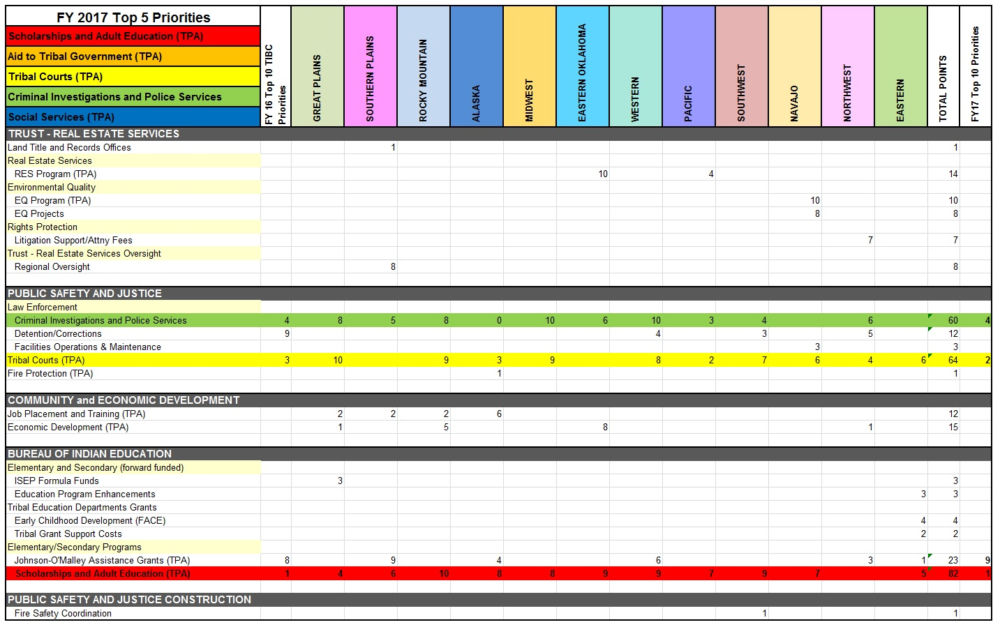 FY 2017 Top 5 Priorities
Scholarships and Adult Education (TPA)
Aid to Tribal Government (TPA)
Tribal Courts (TPA)
Criminal Investigations and Police Services
Social Services (TPA)
FY 16 Top 10 TIBC Priorities
GREAT PLAINS
SOUTHERN PLAINS
ROCKY MOUNTAIN
ALASKA
MIDWEST
EASTERN OKLAHOMA
WESTERN
PACIFIC
SOUTHWEST
NAVAJO
NORTHWEST
EASTERN
TOTAL POINTS
FY17 Top 10 Priorities
TRUST - REAL ESTATE SERVICES
Land Title and Records Offices 1 1
Real Estate Services
RES Program (TPA) 10 4 14
Environmental Quality
EQ Program (TPA) 10 10
EQ Projects 8 8
Rights Protection
Litigation Support/Attny Fees 7 7
Trust - Real Estate Services Oversight
Regional Oversight 8 8
PUBLIC SAFETY AND JUSTICE
Law Enforcement
Criminal Investigations and Police Services 4 8 5 8 0 10 6 10 3 4 6 60 4
Detention/Corrections 9 4 3 5 12
Facilities Operations & Maintenance 3 3
Tribal Courts (TPA) 3 10 9 3 9 8 2 7 6 4 6 64 2
Fire Protection (TPA) 1 1
COMMUNITY and ECONOMIC DEVELOPMENT
Job Placement and Training (TPA) 2 2 2 6 12
Economic Development (TPA) 1 5 8 1 15
BUREAU OF INDIAN EDUCATION
Elementary and Secondary (forward funded)
ISEP Formula Funds 3 3
Education Program Enhancements 3 3
Tribal Education Departments Grants
Early Childhood Development (FACE) 4 4
Tribal Grant Support Costs 2 2
Elementary/Secondary Programs
Johnson-O'Malley Assistance Grants (TPA) 8 9 4 6 3 1 23 9
Scholarships and Adult Education (TPA) 1 4 6 10 8 8 9 9 7 9 7 5 82 1
PUBLIC SAFETY AND JUSTICE CONSTRUCTION
Fire Safety Coordination 1 1